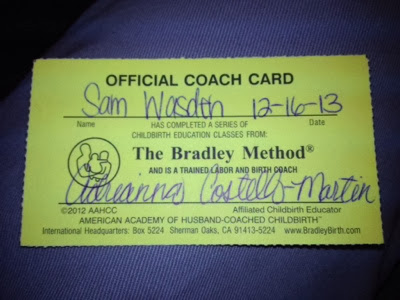 OFFICIAL COACH CARD
Sam Wasden 12-16-13
Name HAS COMPLETED A SERIES OF Date
CHILDBIRTH EDUCATION CLASSES FROM:
The Bradley Method®
AND IS A TRAINED LABOR AND BIRTH COACH
Adrianna Costello-Martin
©2012 AAHCC Affiliated Childbirth Educator
AMERICAN ACADEMY OF HUSBAND-COACHED CHILDBIRTH™
International Headquarters: Box 5224 Sherman Oaks, CA 91413-5224 www.BradleyBirth.com